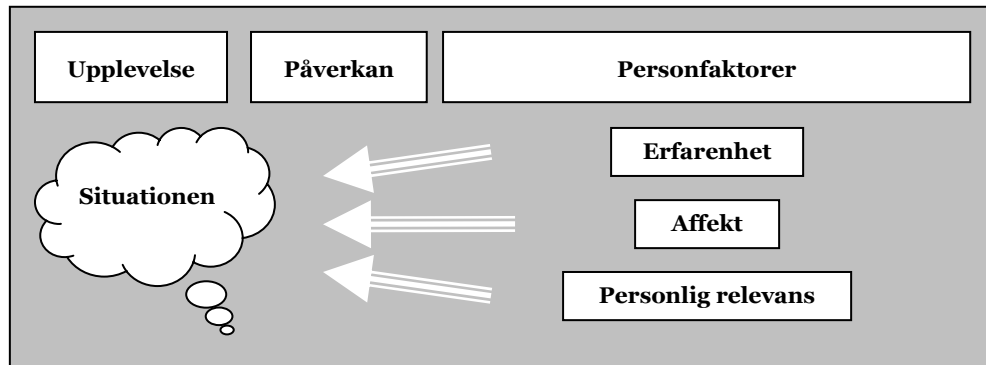 Upplevelse
Påverkan
Personfaktorer
Erfarenhet
Situationen
Affekt
Personlig relevans